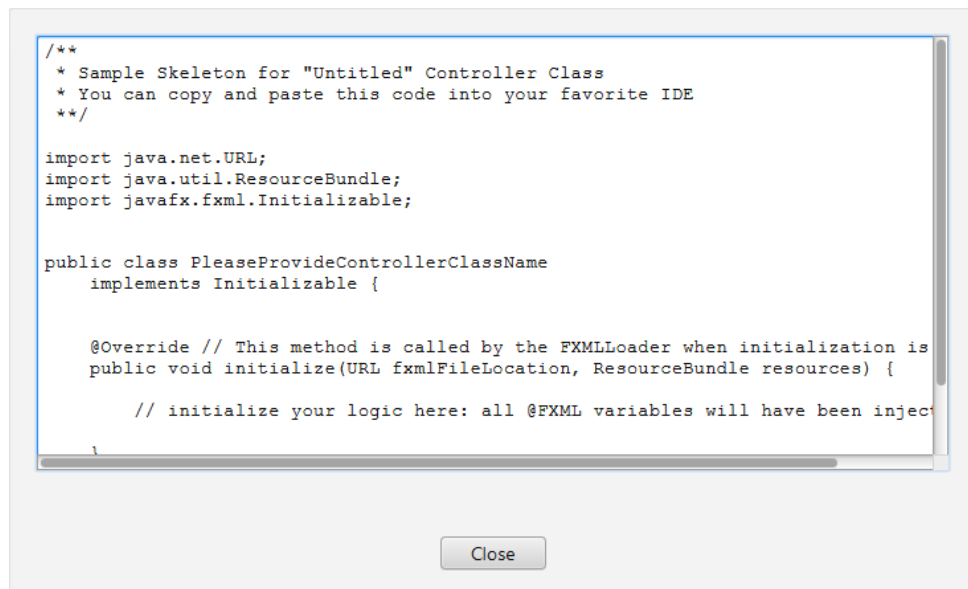 /**
 * Sample Skeleton for "Untitled" Controller Class
 * You can copy and paste this code into your favorite IDE
 **/
import java.net.URL;
import java.util.ResourceBundle;
import javafx.fxml.Initializable;
public class PleaseProvideControllerClassName
    implements Initializable {
    @Override // This method is called by the FXMLLoader when initialization is
    public void initialize(URL fxmlFileLocation, ResourceBundle resources) {
        // initialize your logic here: all @FXML variables will have been inject
    }
Close